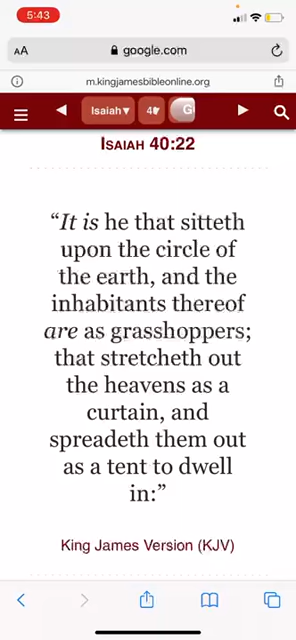 5:43
AA google.com
m.kingjamesbibleonline.org
Isaiah▾ G
ISAIAH 40:22
“It is he that sitteth
upon the circle of
the earth, and the
inhabitants thereof
are as grasshoppers;
that stretcheth out
the heavens as a
curtain, and
spreadeth them out
as a tent to dwell
in:”
King James Version (KJV)